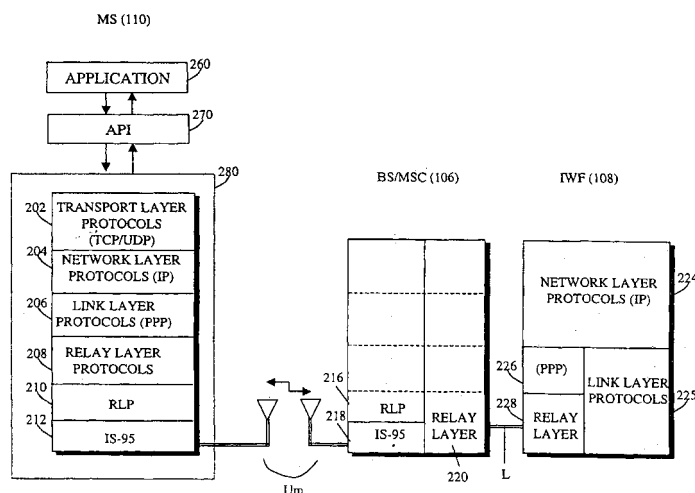 MS (110)
APPLICATION
260
API
270
280
BS/MSC (106)
IWF (108)
202
TRANSPORT LAYER
PROTOCOLS
(TCP/UDP)
204
NETWORK LAYER
PROTOCOLS (IP)
206
LINK LAYER
PROTOCOLS (PPP)
208
RELAY LAYER
PROTOCOLS
210
RLP
212
IS-95
Um
216
RLP
218
IS-95
RELAY
LAYER
220
L
NETWORK LAYER
PROTOCOLS (IP)
224
226
(PPP)
LINK LAYER
PROTOCOLS
225
228
RELAY
LAYER